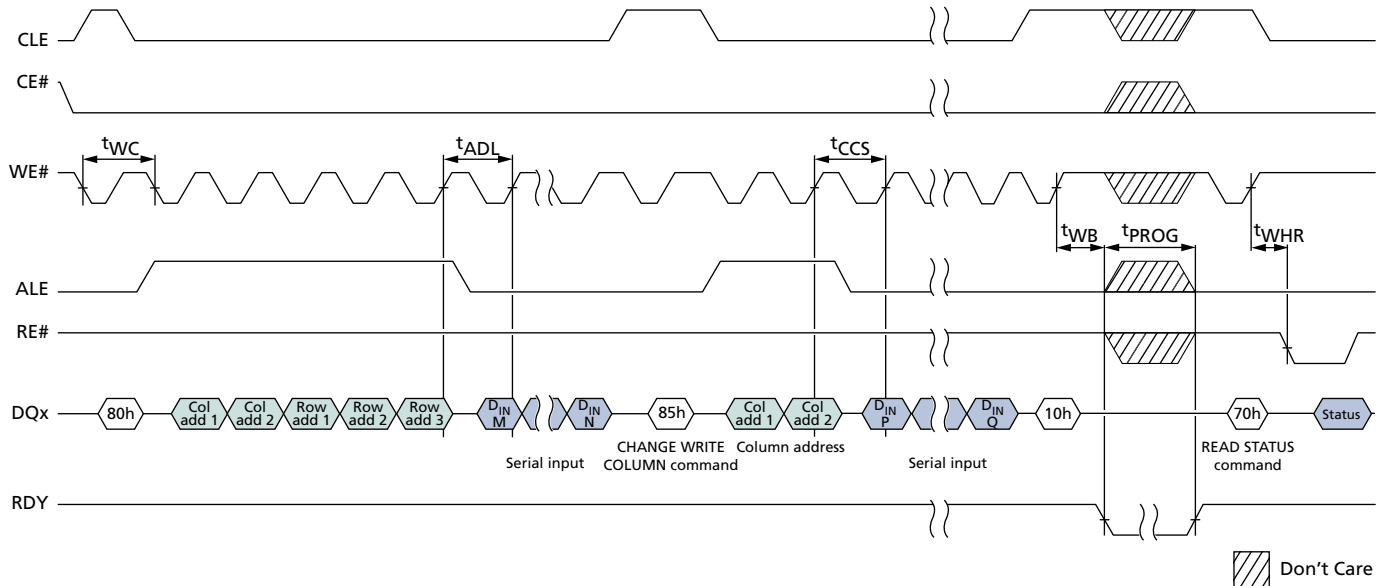 CLE
CE#
tWC
tADL
tCCS
WE#
tWB
tPROG
tWHR
ALE
RE#
DQx
80h
Col add 1
Col add 2
Row add 1
Row add 2
Row add 3
DIN M
DIN N
85h
Col add 1
Col add 2
DIN P
DIN Q
10h
70h
Status
Serial input
CHANGE WRITE
COLUMN command
Column address
Serial input
READ STATUS
command
RDY
Don't Care